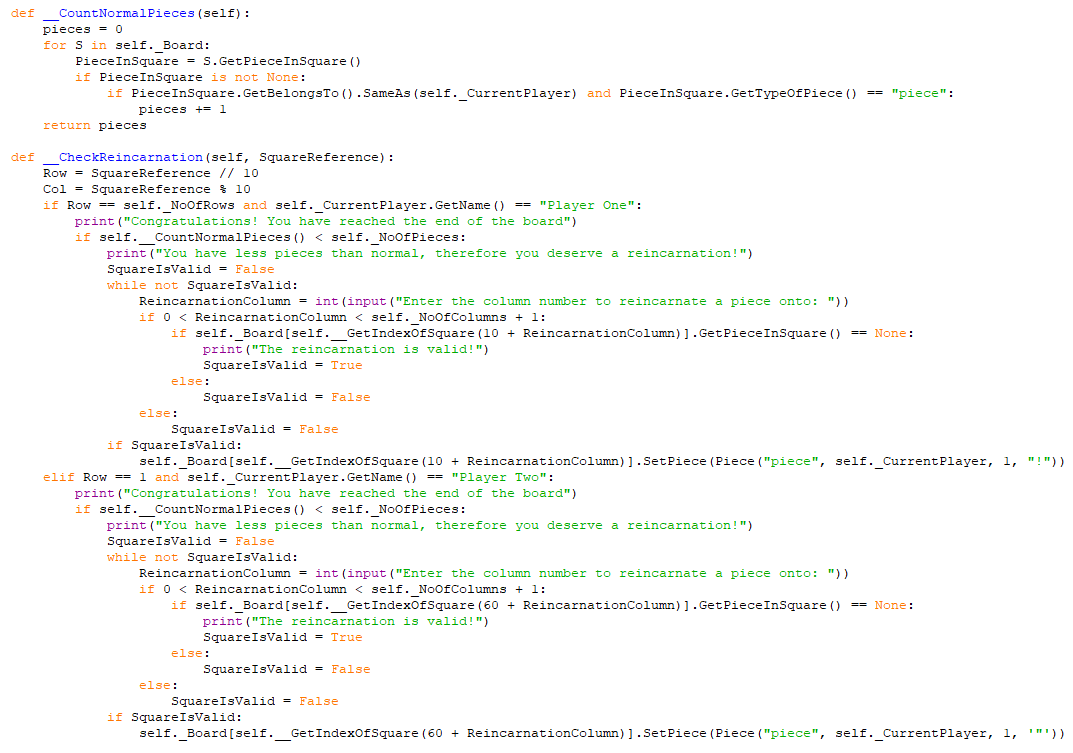 def __CountNormalPieces(self):
    pieces = 0
    for S in self._Board:
        PieceInSquare = S.GetPieceInSquare()
        if PieceInSquare is not None:
            if PieceInSquare.GetBelongsTo().SameAs(self._CurrentPlayer) and PieceInSquare.GetTypeOfPiece() == "piece":
                pieces += 1
    return pieces

def __CheckReincarnation(self, SquareReference):
    Row = SquareReference // 10
    Col = SquareReference % 10
    if Row == self._NoOfRows and self._CurrentPlayer.GetName() == "Player One":
        print("Congratulations! You have reached the end of the board")
        if self.__CountNormalPieces() < self._NoOfPieces:
            print("You have less pieces than normal, therefore you deserve a reincarnation!")
            SquareIsValid = False
            while not SquareIsValid:
                ReincarnationColumn = int(input("Enter the column number to reincarnate a piece onto: "))
                if 0 < ReincarnationColumn < self._NoOfColumns + 1:
                    if self._Board[self.__GetIndexOfSquare(10 + ReincarnationColumn)].GetPieceInSquare() == None:
                        print("The reincarnation is valid!")
                        SquareIsValid = True
                    else:
                        SquareIsValid = False
                else:
                    SquareIsValid = False
            if SquareIsValid:
                self._Board[self.__GetIndexOfSquare(10 + ReincarnationColumn)].SetPiece(Piece("piece", self._CurrentPlayer, 1, "!"))
    elif Row == 1 and self._CurrentPlayer.GetName() == "Player Two":
        print("Congratulations! You have reached the end of the board")
        if self.__CountNormalPieces() < self._NoOfPieces:
            print("You have less pieces than normal, therefore you deserve a reincarnation!")
            SquareIsValid = False
            while not SquareIsValid:
                ReincarnationColumn = int(input("Enter the column number to reincarnate a piece onto: "))
                if 0 < ReincarnationColumn < self._NoOfColumns + 1:
                    if self._Board[self.__GetIndexOfSquare(60 + ReincarnationColumn)].GetPieceInSquare() == None:
                        print("The reincarnation is valid!")
                        SquareIsValid = True
                    else:
                        SquareIsValid = False
                else:
                    SquareIsValid = False
            if SquareIsValid:
                self._Board[self.__GetIndexOfSquare(60 + ReincarnationColumn)].SetPiece(Piece("piece", self._CurrentPlayer, 1, '"'))